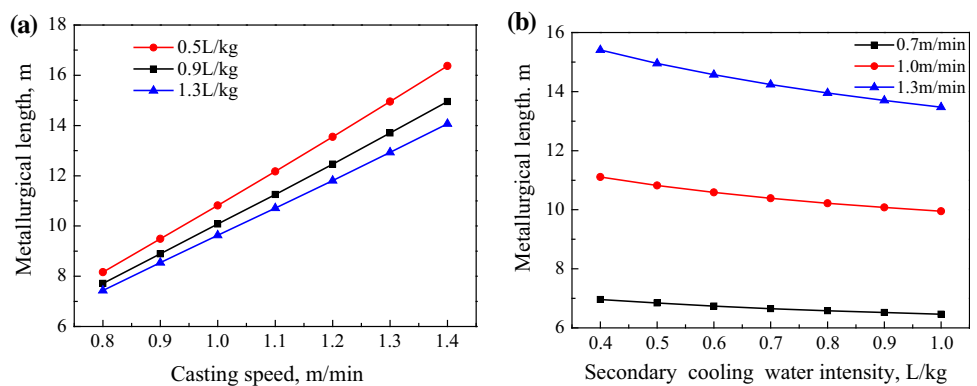 (a)
0.5L/kg
0.9L/kg
1.3L/kg
Metallurgical length, m
18
16
14
12
10
8
6
0.8 0.9 1.0 1.1 1.2 1.3 1.4
Casting speed, m/min
(b)
0.7m/min
1.0m/min
1.3m/min
Metallurgical length. m
16
14
12
10
8
6
0.4 0.5 0.6 0.7 0.8 0.9 1.0
Secondary cooling water intensity, L/kg